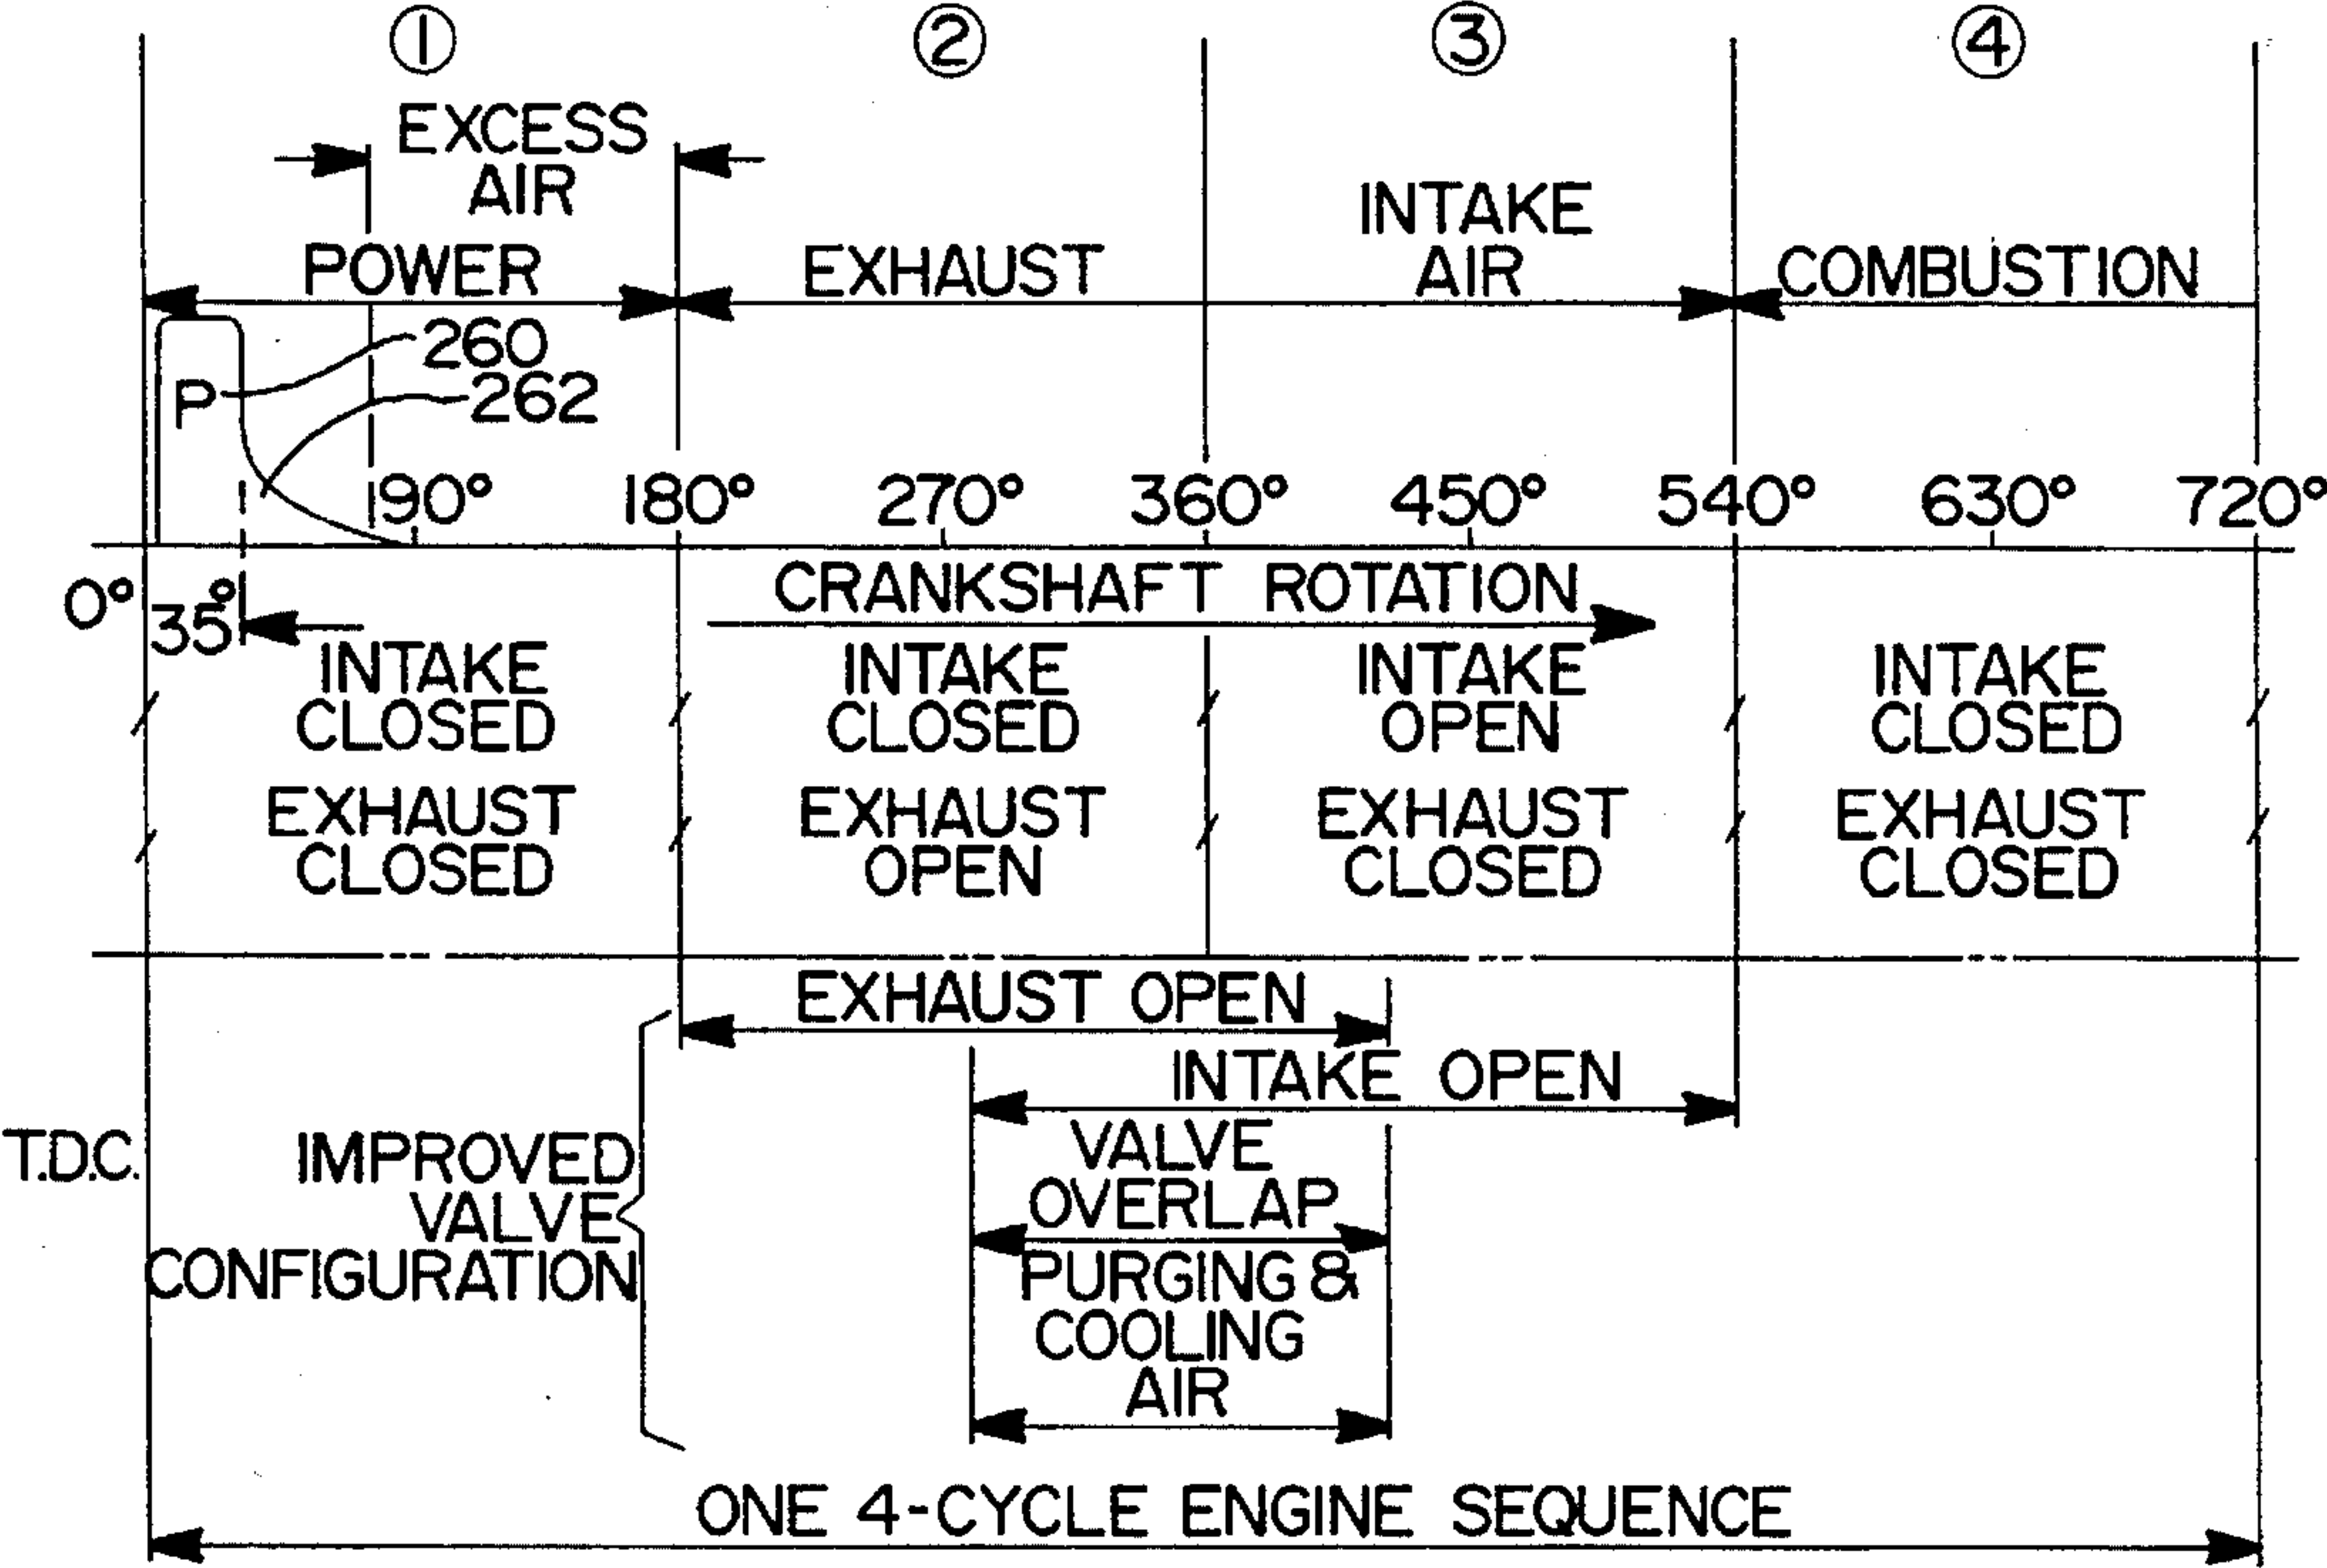 ① ② ③ ④
EXCESS
AIR
POWER
EXHAUST
INTAKE
AIR
COMBUSTION
260
P
262
90° 180° 270° 360° 450° 540° 630° 720°
0° 35°
CRANKSHAFT ROTATION
INTAKE
CLOSED
EXHAUST
CLOSED
INTAKE
CLOSED
EXHAUST
OPEN
INTAKE
OPEN
EXHAUST
CLOSED
INTAKE
CLOSED
EXHAUST
CLOSED
EXHAUST OPEN
INTAKE OPEN
T.D.C.
IMPROVED
VALVE
CONFIGURATION
VALVE
OVERLAP
PURGING &
COOLING
AIR
ONE 4-CYCLE ENGINE SEQUENCE